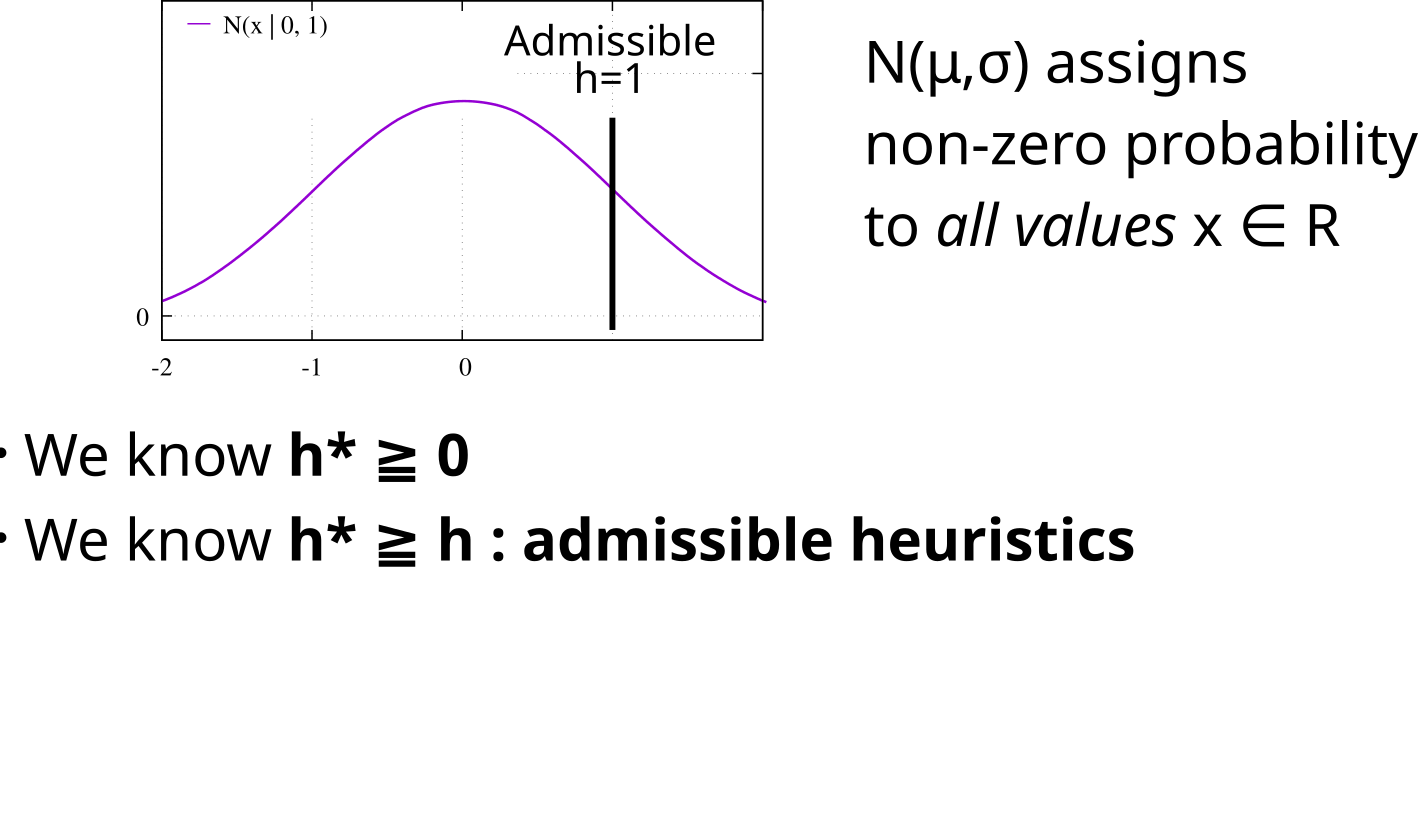 N(x | 0, 1)
Admissible
h=1
0
-2
-1
0
N(μ,σ) assigns
non-zero probability
to all values x ∈ R
• We know h* ≧ 0
• We know h* ≧ h : admissible heuristics